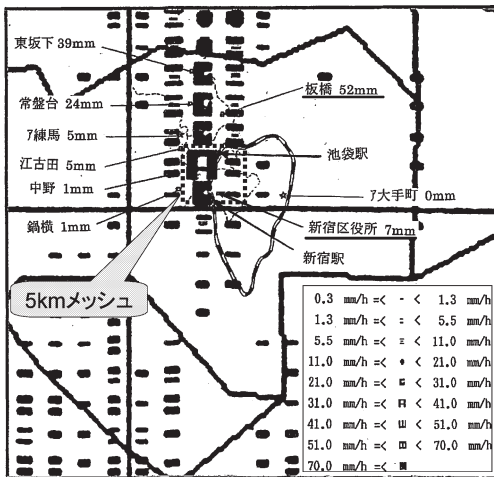 東坂下 39mm
常盤台 24mm
板橋 52mm
ｱ練馬 5mm
江古田 5mm
池袋駅
中野 1mm
ｱ大手町 0mm
鍋横 1mm
新宿区役所 7mm
新宿駅
5kmメッシュ
0.3 mm/h =< - < 1.3 mm/h
1.3 mm/h =< < 5.5 mm/h
5.5 mm/h =< < 11.0 mm/h
11.0 mm/h =< < 21.0 mm/h
21.0 mm/h =< < 31.0 mm/h
31.0 mm/h =< < 41.0 mm/h
41.0 mm/h =< < 51.0 mm/h
51.0 mm/h =< < 70.0 mm/h
70.0 mm/h =<